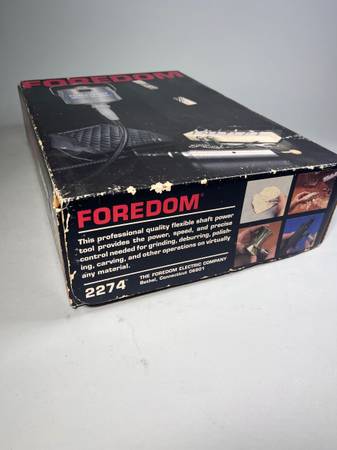 FOREDOM
FOREDOM®
This professional quality flexible shaft power
tool provides the power, speed, and precise
control needed for grinding, deburring, polish-
ing, carving, and other operations on virtually
any material.
2274
THE FOREDOM ELECTRIC COMPANY
Bethel, Connecticut 06801